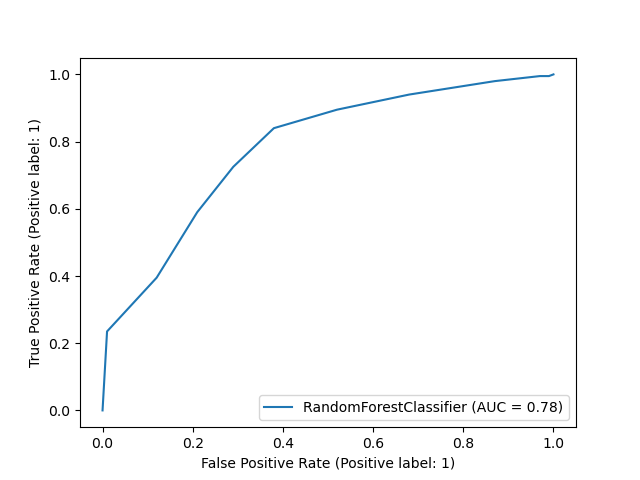 1.0
0.8
0.6
0.4
0.2
0.0
True Positive Rate (Positive label: 1)
RandomForestClassifier (AUC = 0.78)
0.0 0.2 0.4 0.6 0.8 1.0
False Positive Rate (Positive label: 1)